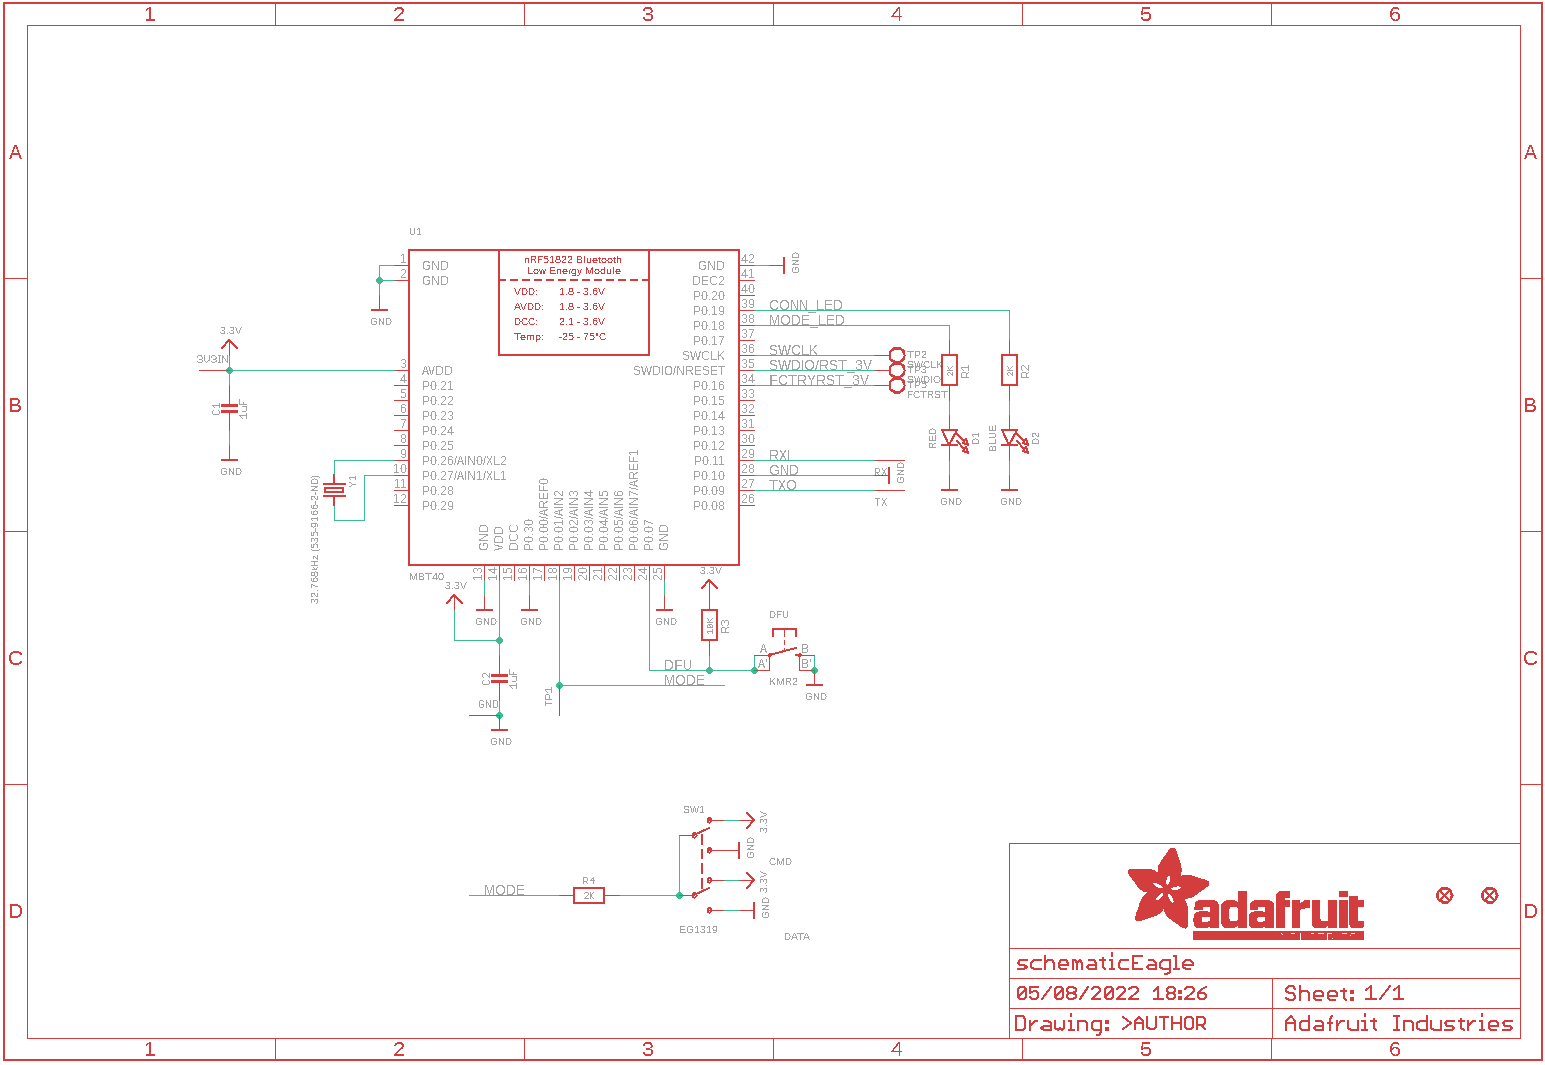 1 2 3 4 5 6
A A
B B
C C
D D
U1
nRF51822 Bluetooth
Low Energy Module
VDD: 1.8 - 3.6V
AVDD: 1.8 - 3.6V
DCC: 2.1 - 3.6V
Temp: -25 - 75°C
1 GND
2 GND
GND
3.3V
3V3IN
C1
1uF
GND
3 AVDD
4 P0.21
5 P0.22
6 P0.23
7 P0.24
8 P0.25
9 P0.26/AIN0/XL2
10 P0.27/AIN1/XL1
11 P0.28
12 P0.29
Y1
32.768kHz (535-9166-2-ND)
GND 42
GND
DEC2 41
P0.20 40
P0.19 39 CONN_LED
P0.18 38 MODE_LED
P0.17 37
SWCLK 36 SWCLK
SWDIO/NRESET 35 SWDIO/RST_3V
P0.16 34 FCTRYRST_3V
P0.15 33
P0.14 32
P0.13 31
P0.12 30
P0.11 29 RXI
P0.10 28 GND
P0.09 27 TXO
P0.08 26
TP2
SWCLK
TP3
SWDIO
TP5
FCTRST
2K
R1
2K
R2
RED
D1
BLUE
D2
RX
GND
TX
GND
GND
GND
VDD
DCC
P0.30
P0.00/AREF0
P0.01/AIN2
P0.02/AIN3
P0.03/AIN4
P0.04/AIN5
P0.05/AIN6
P0.06/AIN7/AREF1
P0.07
GND
MBT40
13 14 15 16 17 18 19 20 21 22 23 24 25
3.3V
GND
GND
GND
3.3V
10K
R3
DFU
A
A'
B
B'
KMR2
GND
DFU
MODE
TP1
C2
1uF
GND
GND
SW1
3.3V
GND
CMD
3.3V
GND
DATA
EG1319
MODE
R4
2K
adafruit
schematicEagle
05/08/2022 18:26
Sheet: 1/1
Drawing: >AUTHOR
Adafruit Industries
1 2 3 4 5 6